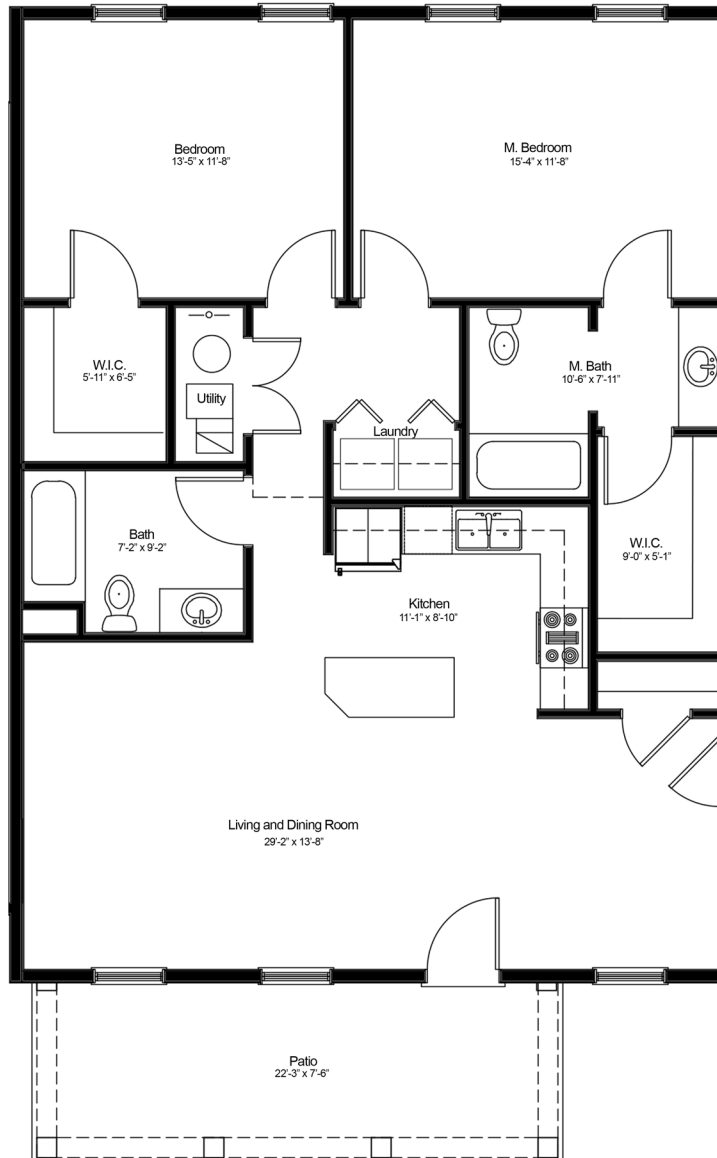 Bedroom
13'-5" x 11'-8"
M. Bedroom
15'-4" x 11'-8"
W.I.C.
5'-11" x 6'-5"
Utility
M. Bath
10'-6" x 7'-11"
Laundry
Bath
7'-2" x 9'-2"
W.I.C.
9'-0" x 5'-1"
Kitchen
11'-1" x 8'-10"
Living and Dining Room
29'-2" x 13'-8"
Patio
22'-3" x 7'-6"